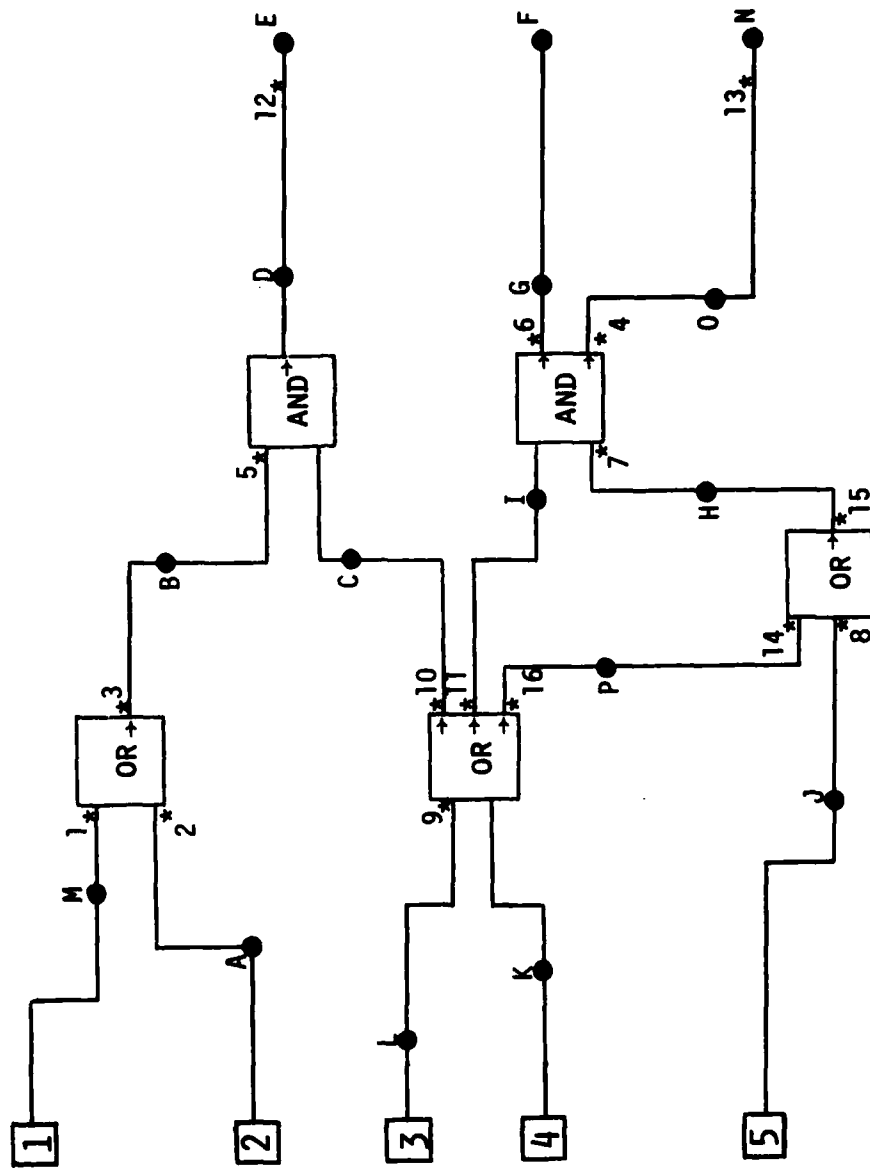 E
12*
D
AND
5*
B
C
3*
OR
1*
2*
M
A
1
2
F
N
13*
G
6*
4*
O
AND
7*
I
H
15*
OR
14*
8*
P
10*
11*
16*
OR
9*
J
L
K
3
4
5